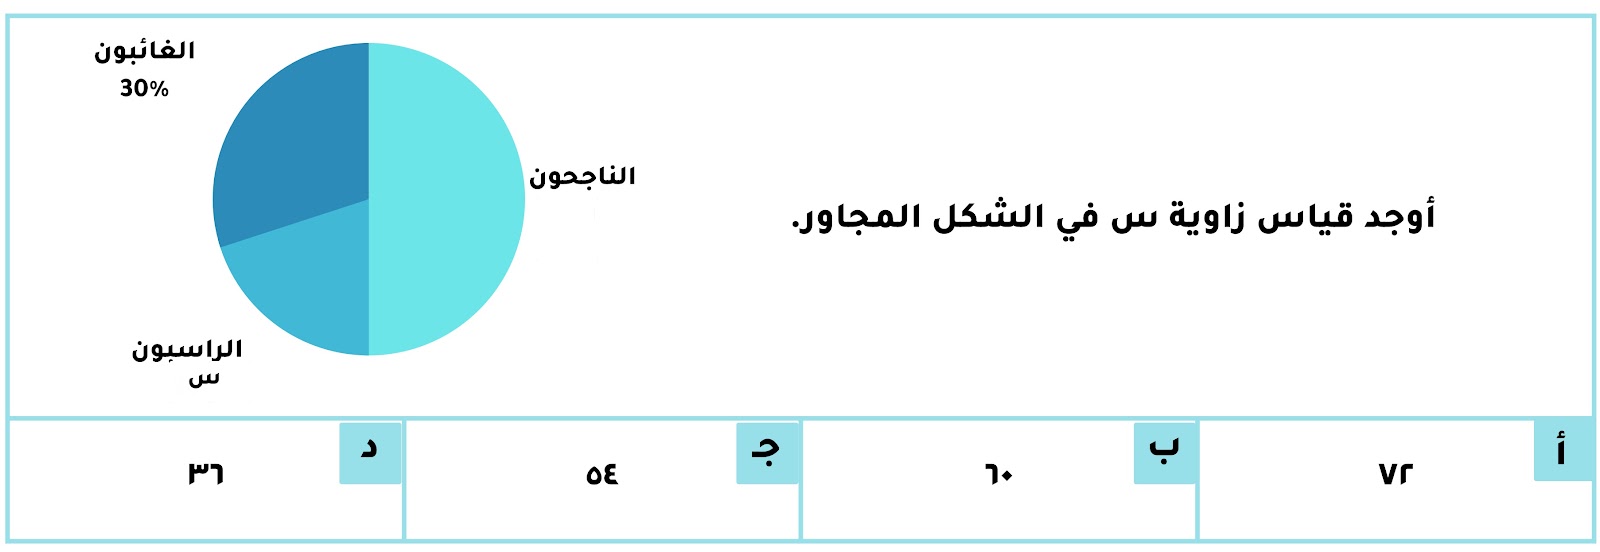 أوجد قياس زاوية س في الشكل المجاور.
الغائبون
30%
الناجحون
الراسبون
س
أ
٧٢
ب
٦٠
جـ
٥٤
د
٣٦